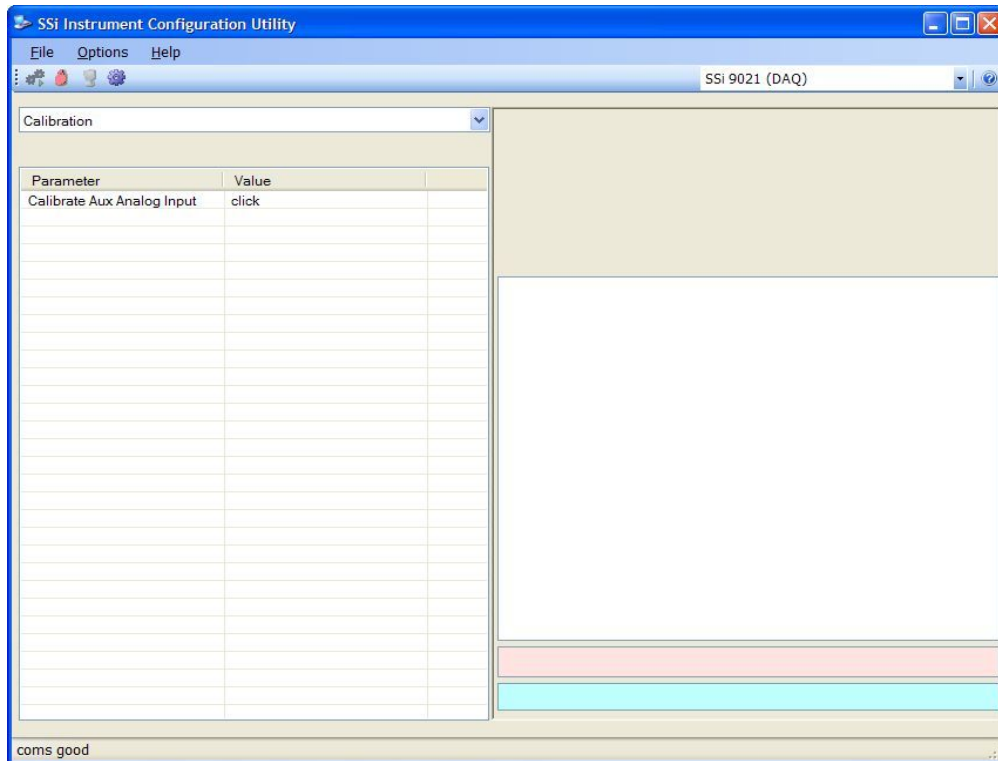 SSi Instrument Configuration Utility
File Options Help
SSi 9021 (DAQ)
Calibration
Parameter Value
Calibrate Aux Analog Input click
coms good